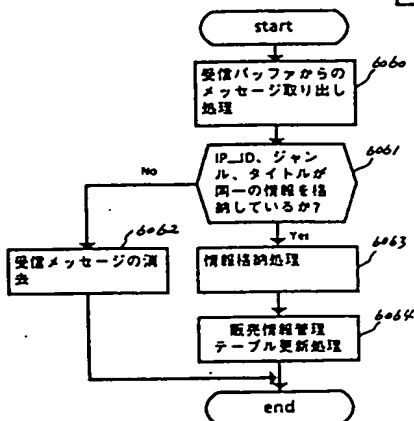 start
受信バッファからの
メッセージ取り出し
処理
6060
IP_ID、ジャン
ル、タイトルが
同一の情報を格
納しているか?
6061
No
Yes
受信メッセージの消
去
6062
情報格納処理
6063
販売情報管理
テーブル更新処理
6064
end